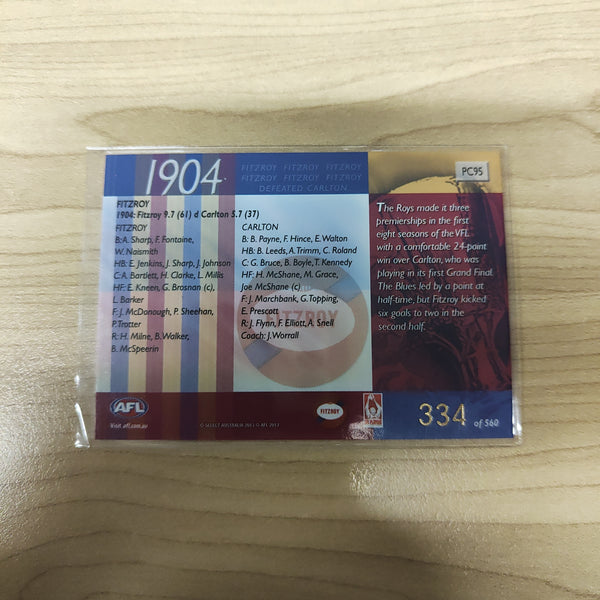 1904
FITZROY FITZROY FITZROY
FITZROY FITZROY FITZROY
DEFEATED CARLTON
PC95
FITZROY
1904: Fitzroy 9.7 (61) d Carlton 5.7 (37)
FITZROY
B: A. Sharp, F. Fontaine,
W. Naismith
HB: E. Jenkins, J. Sharp, J. Johnson
C: A. Bartlett, H. Clarke, L. Millis
HF: E. Kneen, G. Brosnan (c),
L. Barker
F: J. McDonough, P. Sheehan,
P. Trotter
R: H. Milne, B. Walker,
B. McSpeerin
CARLTON
B: B. Payne, F. Hince, E. Walton
HB: B. Leeds, A. Trimm, C. Roland
C: G. Bruce, B. Boyle, T. Kennedy
HF: H. McShane, M. Grace,
Joe McShane (c)
F: J. Marchbank, G. Topping,
E. Prescott
R: J. Flynn, F. Elliott, A. Snell
Coach: J. Worrall
FITZROY
The Roys made it three
premierships in the first
eight seasons of the VFL
with a comfortable 24-point
win over Carlton, who was
playing in its first Grand Final.
The Blues led by a point at
half-time, but Fitzroy kicked
six goals to two in the
second half.
AFL
Visit afl.com.au
© SELECT AUSTRALIA 2012 © AFL 2012
FITZROY
334 of 560